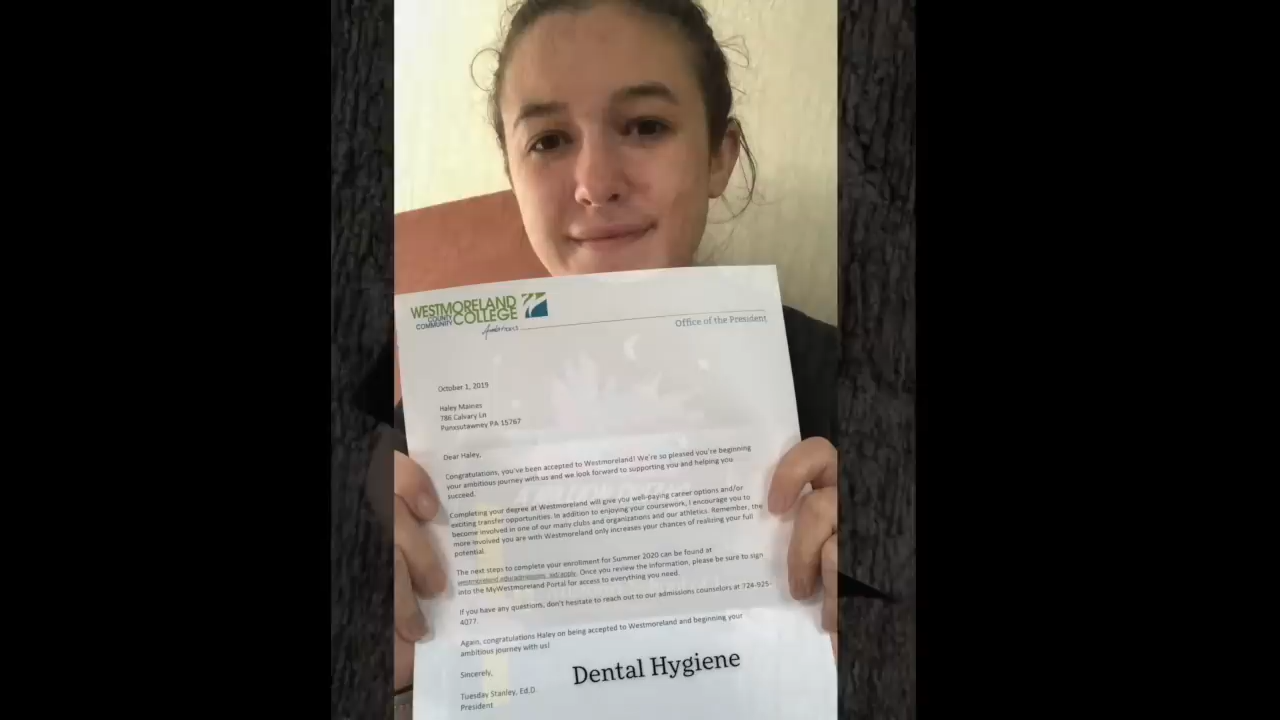 WESTMORELAND
COUNTY
COMMUNITY COLLEGE
Ambitious
Office of the President
October 1, 2019
Haley Maines
786 Calvary Ln
Punxsutawney PA 15767
Dear Haley,
Congratulations, you've been accepted to Westmoreland! We're so pleased you're beginning
your ambitious journey with us and we look forward to supporting you and helping you
succeed.
Completing your degree at Westmoreland will give you well-paying career options and/or
exciting transfer opportunities. In addition to enjoying your coursework, I encourage you to
become involved in one of our many clubs and organizations and our athletics. Remember, the
more involved you are with Westmoreland only increases your chances of realizing your full
potential.
The next steps to complete your enrollment for Summer 2020 can be found at
Once you review the information, please be sure to sign
into the MyWestmoreland Portal for access to everything you need.
If you have any questions, don't hesitate to reach out to our admissions counselors at 724-925-
4077.
Again, congratulations Haley on being accepted to Westmoreland and beginning your
ambitious journey with us!
Sincerely,
Dental Hygiene
Tuesday Stanley, Ed.D.
President